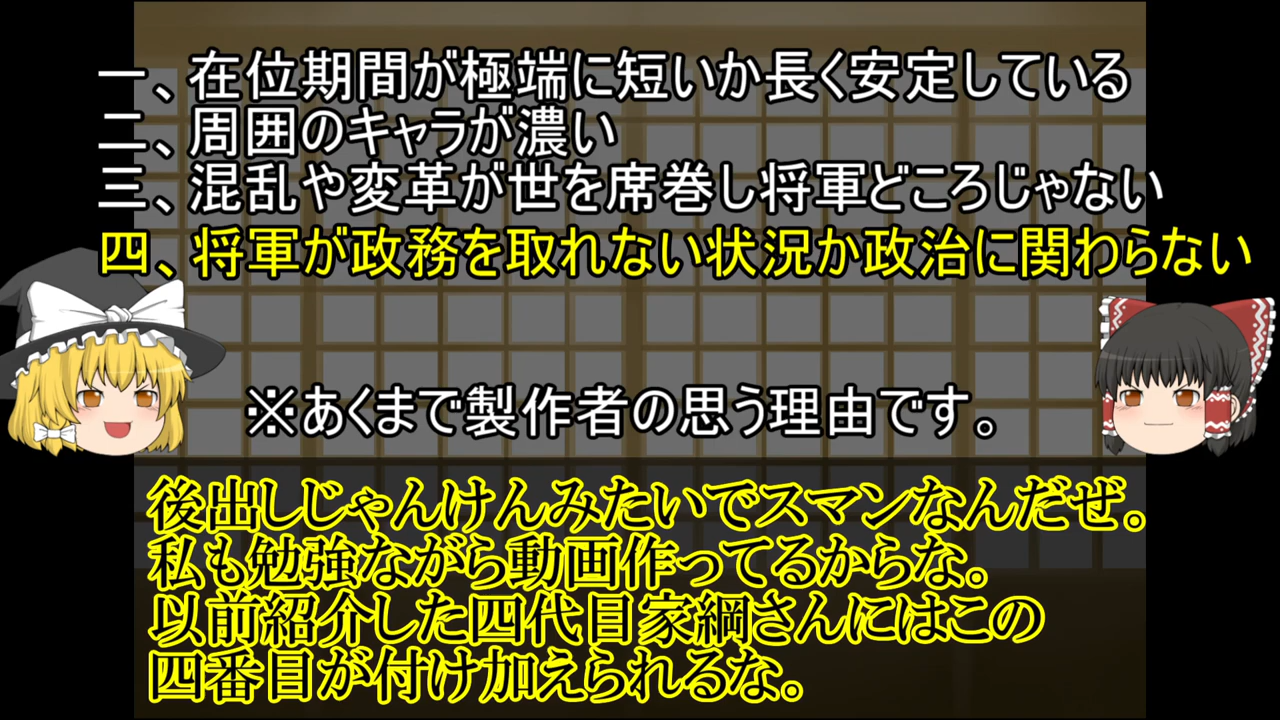 一、在位期間が極端に短いか長く安定している
二、周囲のキャラが濃い
三、混乱や変革が世を席巻し将軍どころじゃない
四、将軍が政務を取れない状況か政治に関わらない
※あくまで製作者の思う理由です。
後出しじゃんけんみたいでスマンなんだぜ。
私も勉強ながら動画作ってるからな。
以前紹介した四代目家綱さんにはこの
四番目が付け加えられるな。